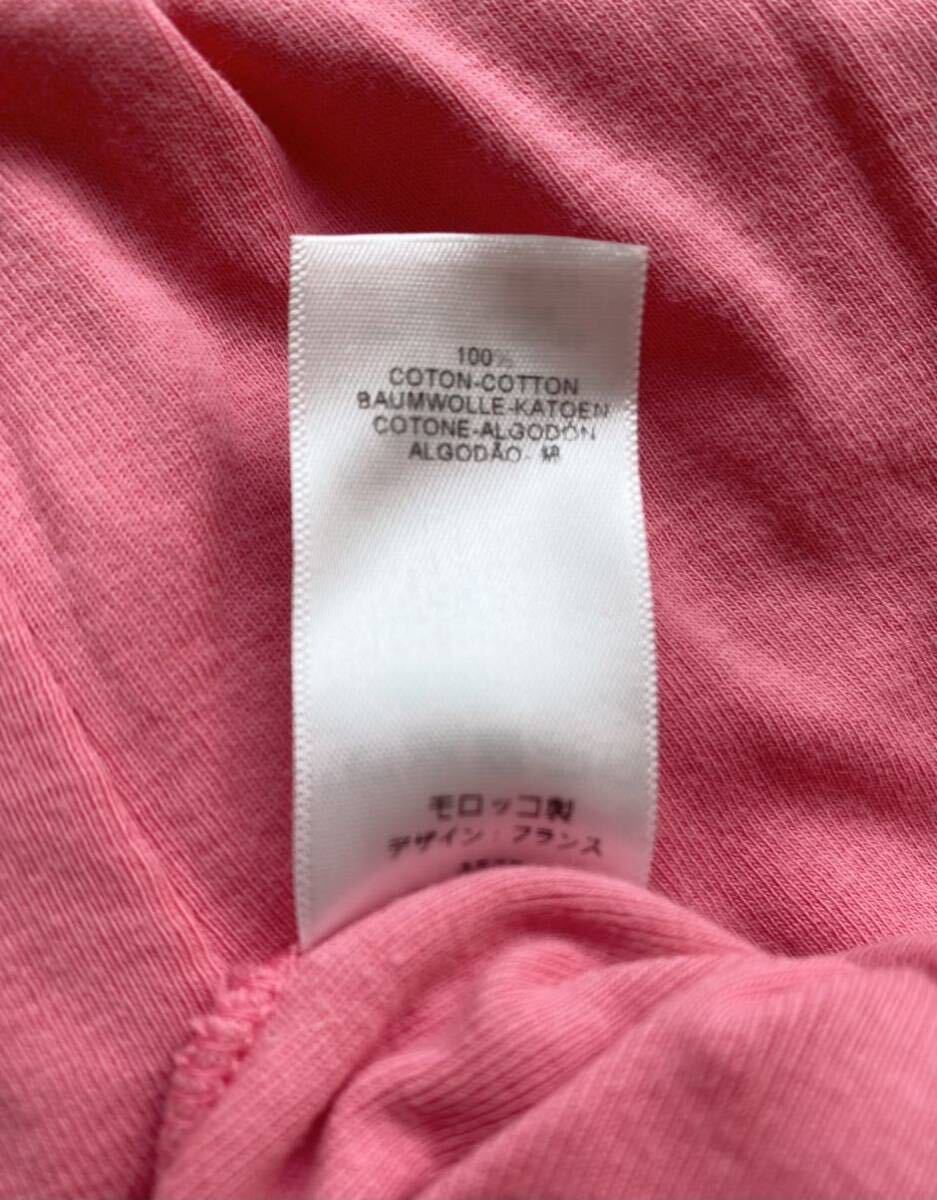 100%
COTON-COTTON
BAUMWOLLE-KATOEN
COTONE-ALGODÓN
ALGODÃO- 綿
モロッコ製
デザイン：フランス